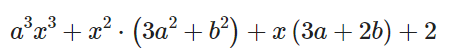 a³x³ + x² · (3a² + b²) + x (3a + 2b) + 2